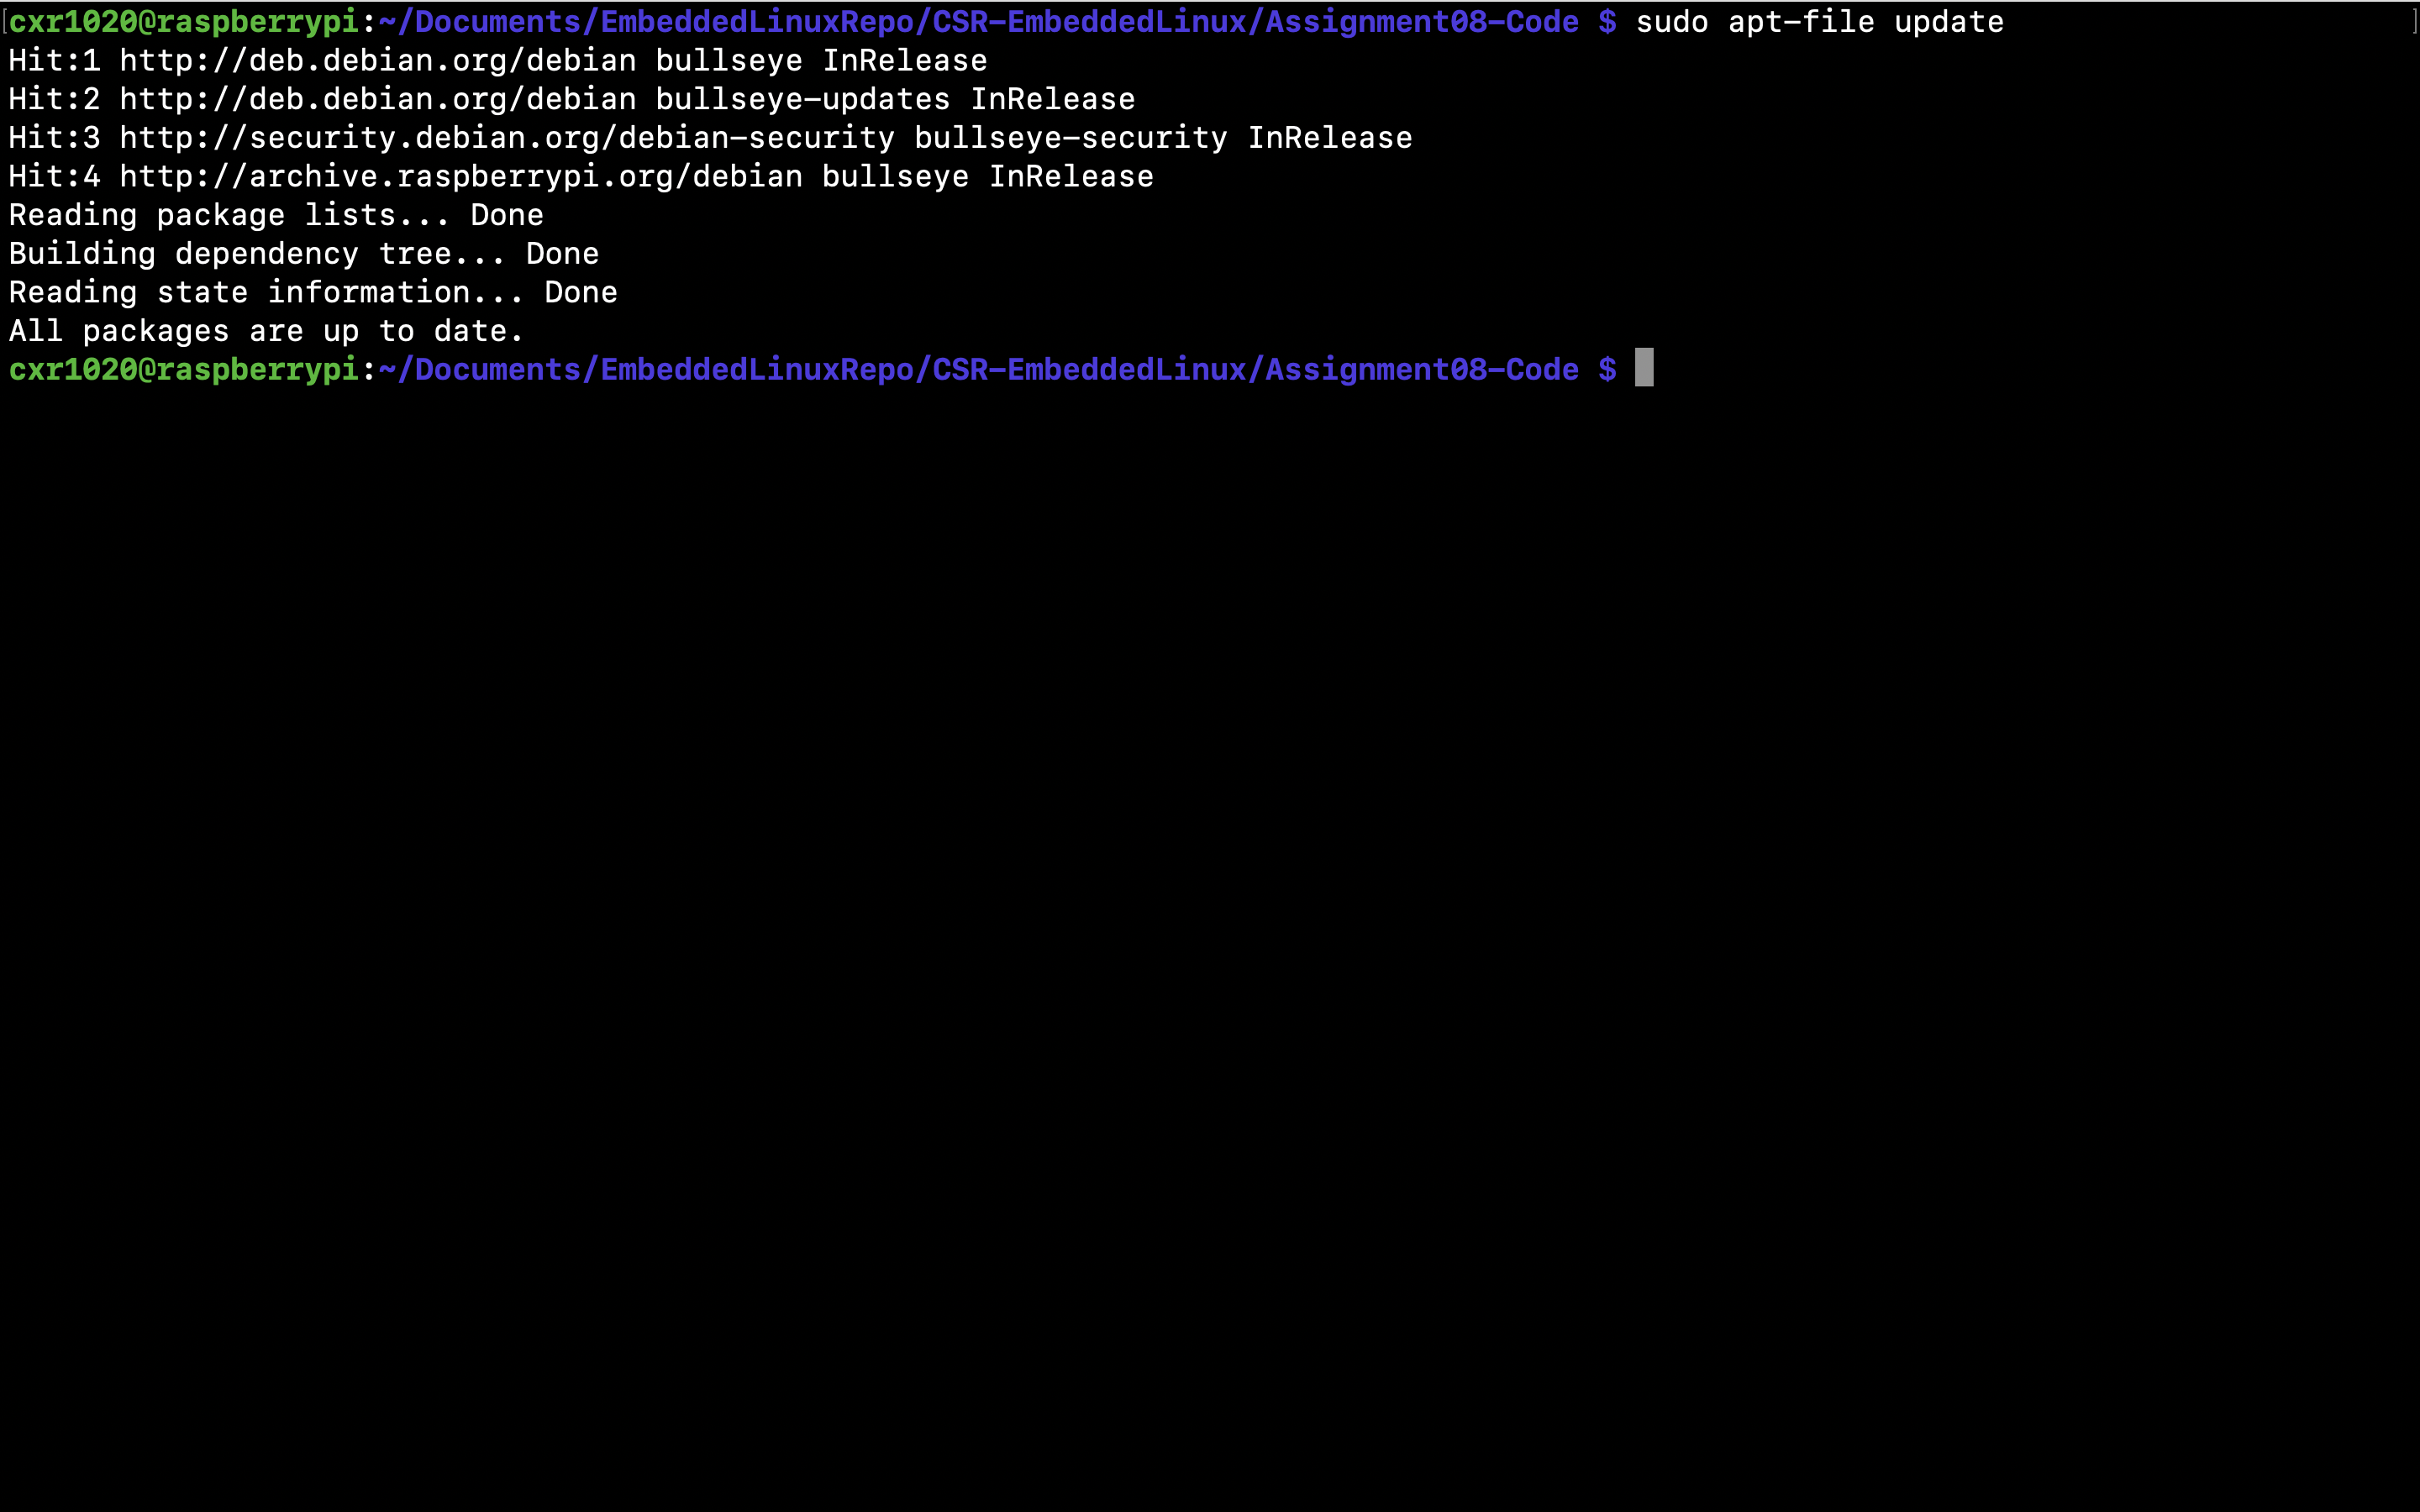 [cxr1020@raspberrypi:~/Documents/EmbeddedLinuxRepo/CSR-EmbeddedLinux/Assignment08-Code $ sudo apt-file update ]
Hit:1 http://deb.debian.org/debian bullseye InRelease
Hit:2 http://deb.debian.org/debian bullseye-updates InRelease
Hit:3 http://security.debian.org/debian-security bullseye-security InRelease
Hit:4 http://archive.raspberrypi.org/debian bullseye InRelease
Reading package lists... Done
Building dependency tree... Done
Reading state information... Done
All packages are up to date.
cxr1020@raspberrypi:~/Documents/EmbeddedLinuxRepo/CSR-EmbeddedLinux/Assignment08-Code $